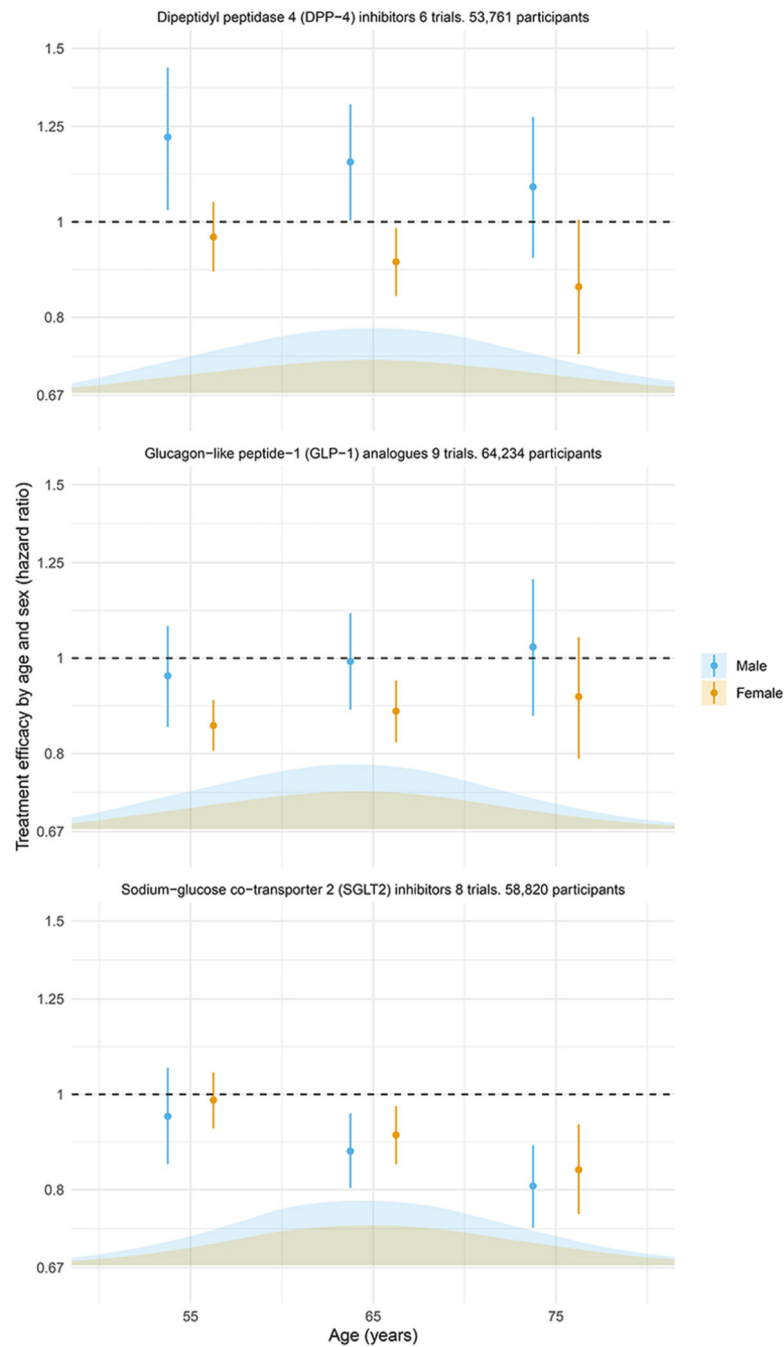 Dipeptidyl peptidase 4 (DPP-4) inhibitors 6 trials. 53,761 participants
1.5
1.25
1
0.8
0.67
Glucagon-like peptide-1 (GLP-1) analogues 9 trials. 64,234 participants
1.5
1.25
1
0.8
0.67
Treatment efficacy by age and sex (hazard ratio)
Male
Female
Sodium-glucose co-transporter 2 (SGLT2) inhibitors 8 trials. 58,820 participants
1.5
1.25
1
0.8
0.67
55
65
75
Age (years)